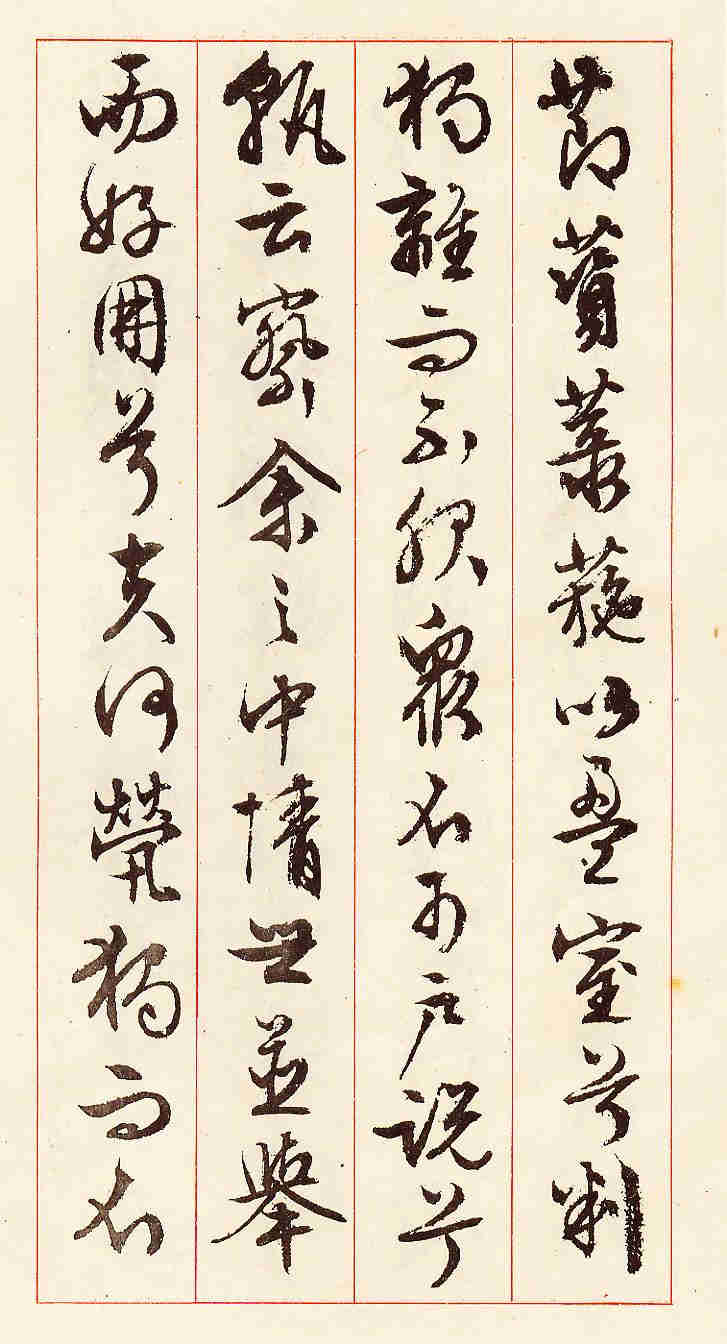 節薋菉葹以盈室兮判
獨離而不服眾不可戶說兮
孰云察余之中情世並舉
而好朋兮夫何煢獨而不